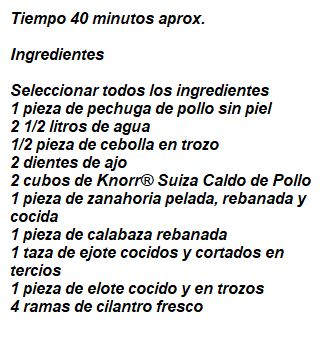 Tiempo 40 minutos aprox.
Ingredientes
Seleccionar todos los ingredientes
1 pieza de pechuga de pollo sin piel
2 1/2 litros de agua
1/2 pieza de cebolla en trozo
2 dientes de ajo
2 cubos de Knorr® Suiza Caldo de Pollo
1 pieza de zanahoria pelada, rebanada y
cocida
1 pieza de calabaza rebanada
1 taza de ejote cocidos y cortados en
tercios
1 pieza de elote cocido y en trozos
4 ramas de cilantro fresco